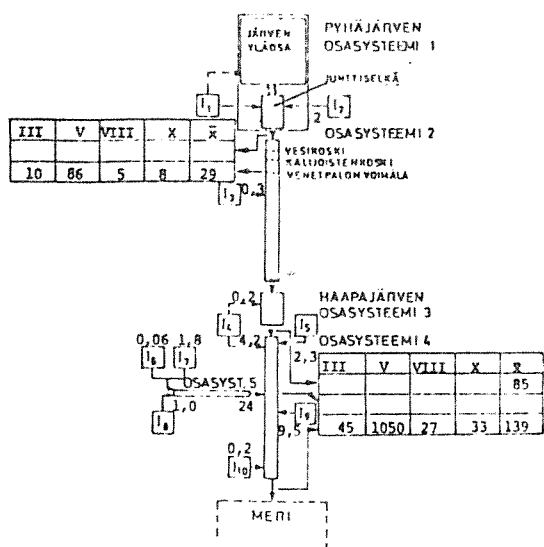 JÄRVEN
YLÄOSA
PYHÄJÄRVEN
OSASYSTEEMI 1
JUNTTISELKÄ
I₁
I₂
2
OSASYSTEEMI 2
III V VIII X x̄
10 86 5 8 29
VESIKOSKI
VENETPALON VOIMALA
I₃ 0,3
0,2
HAAPAJÄRVEN
OSASYSTEEMI 3
I₄
I₅
4,2
OSASYSTEEMI 4
2,3
0,06 1,8
I₆ I₇
OSASYST. 5
1,0 24
I₈
III V VIII X x̄
85
45 1050 27 33 139
I₉
9,5
0,2
I₁₀
MERI